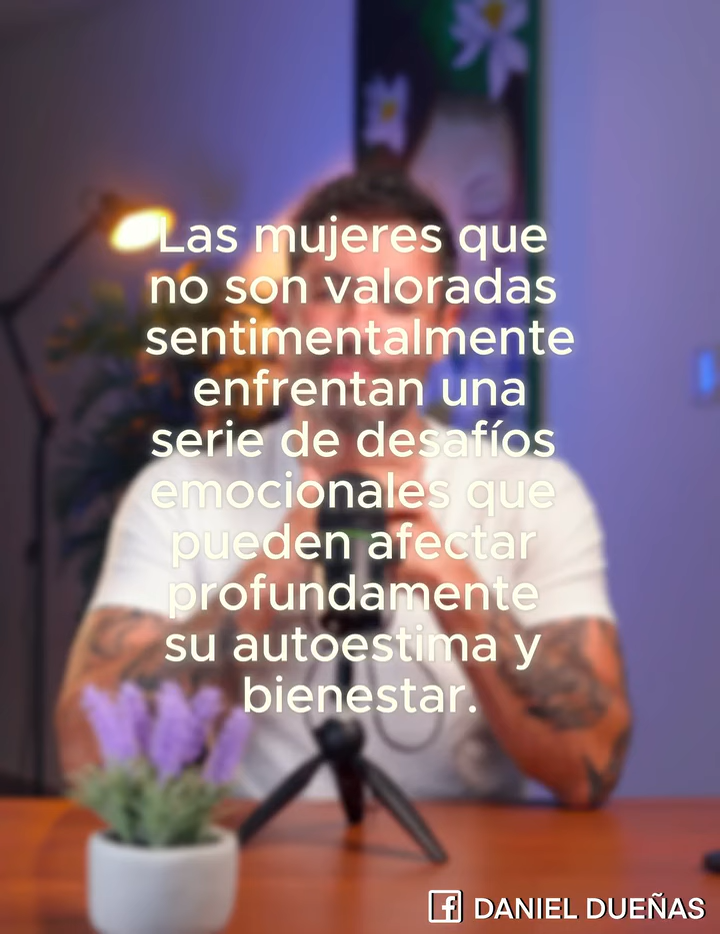 Las mujeres que
no son valoradas
sentimentalmente
enfrentan una
serie de desafíos
emocionales que
pueden afectar
profundamente
su autoestima y
bienestar.
DANIEL DUEÑAS